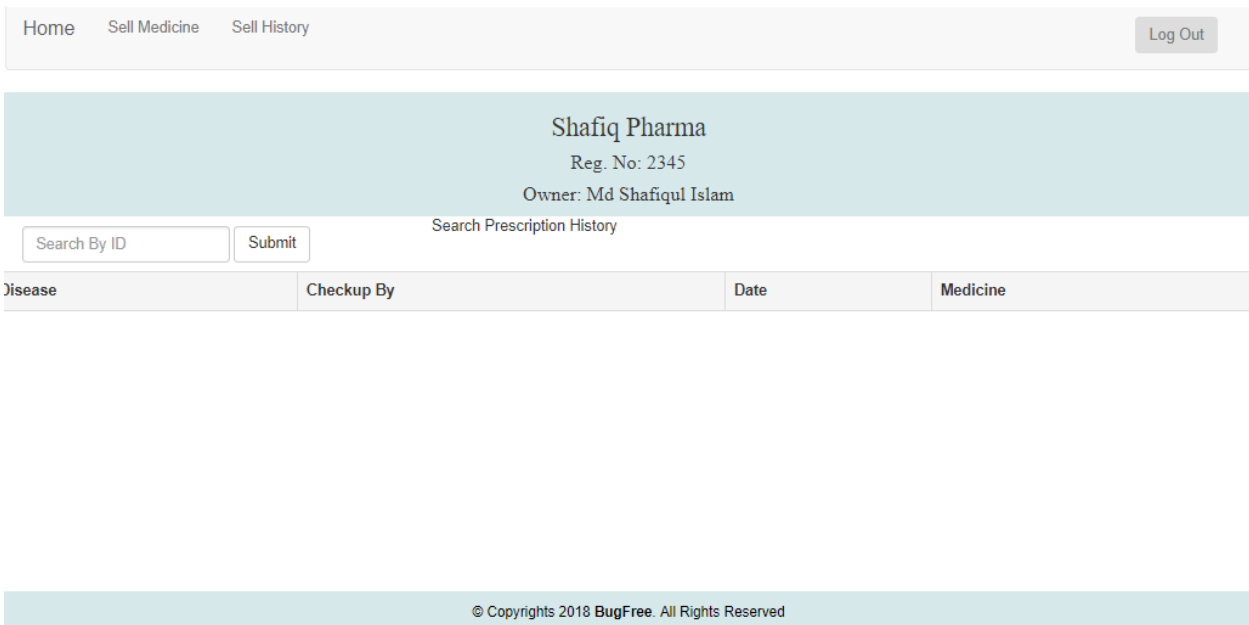 Home Sell Medicine Sell History Log Out
Shafiq Pharma
Reg. No: 2345
Owner: Md Shafiqul Islam
Search Prescription History
Search By ID Submit
Disease Checkup By Date Medicine
© Copyrights 2018 BugFree. All Rights Reserved